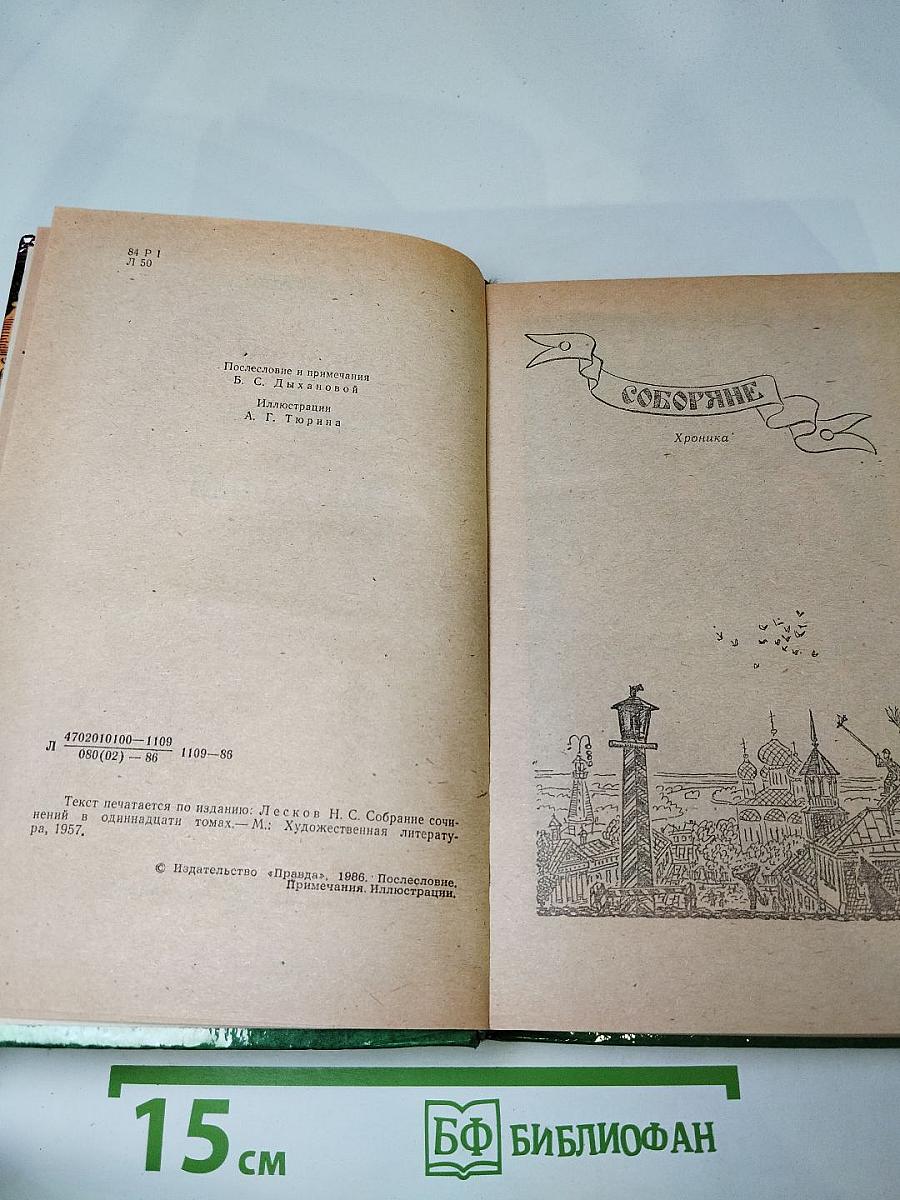 84 Р 1
Л 50
Послесловие и примечания
Б. С. Дыхановой
Иллюстрации
А. Г. Тюрина
Л 4702010100—1109
080(02) — 86 1109—86
Текст печатается по изданию: Лесков Н. С. Собрание сочи-
нений в одиннадцати томах.— М.: Художественная литерату-
ра, 1957.
© Издательство «Правда», 1986. Послесловие.
Примечания. Иллюстрации.
СОБОРЯНЕ
Хроника
15 см
БФ БИБЛИОФАН